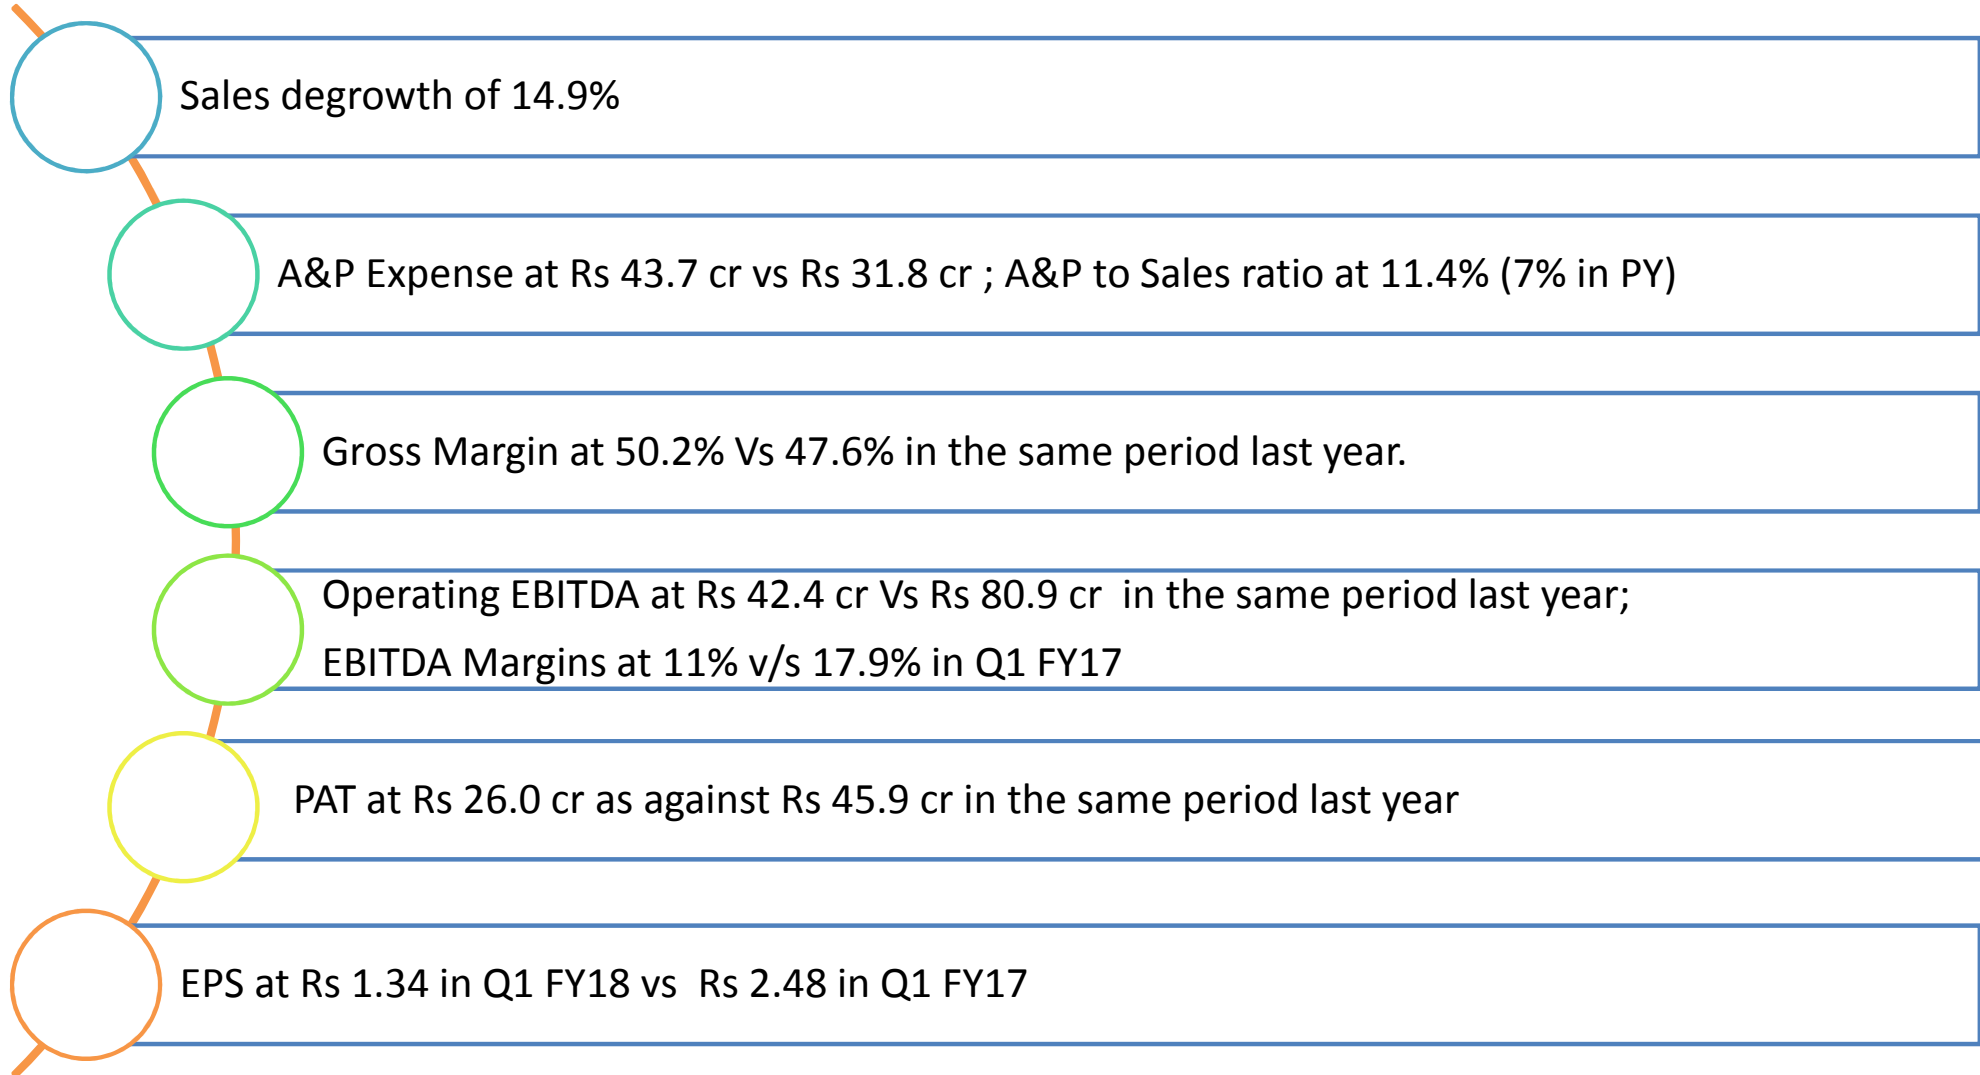 Sales degrowth of 14.9%
A&P Expense at Rs 43.7 cr vs Rs 31.8 cr ; A&P to Sales ratio at 11.4% (7% in PY)
Gross Margin at 50.2% Vs 47.6% in the same period last year.
Operating EBITDA at Rs 42.4 cr Vs Rs 80.9 cr  in the same period last year;
EBITDA Margins at 11% v/s 17.9% in Q1 FY17
PAT at Rs 26.0 cr as against Rs 45.9 cr in the same period last year
EPS at Rs 1.34 in Q1 FY18 vs  Rs 2.48 in Q1 FY17